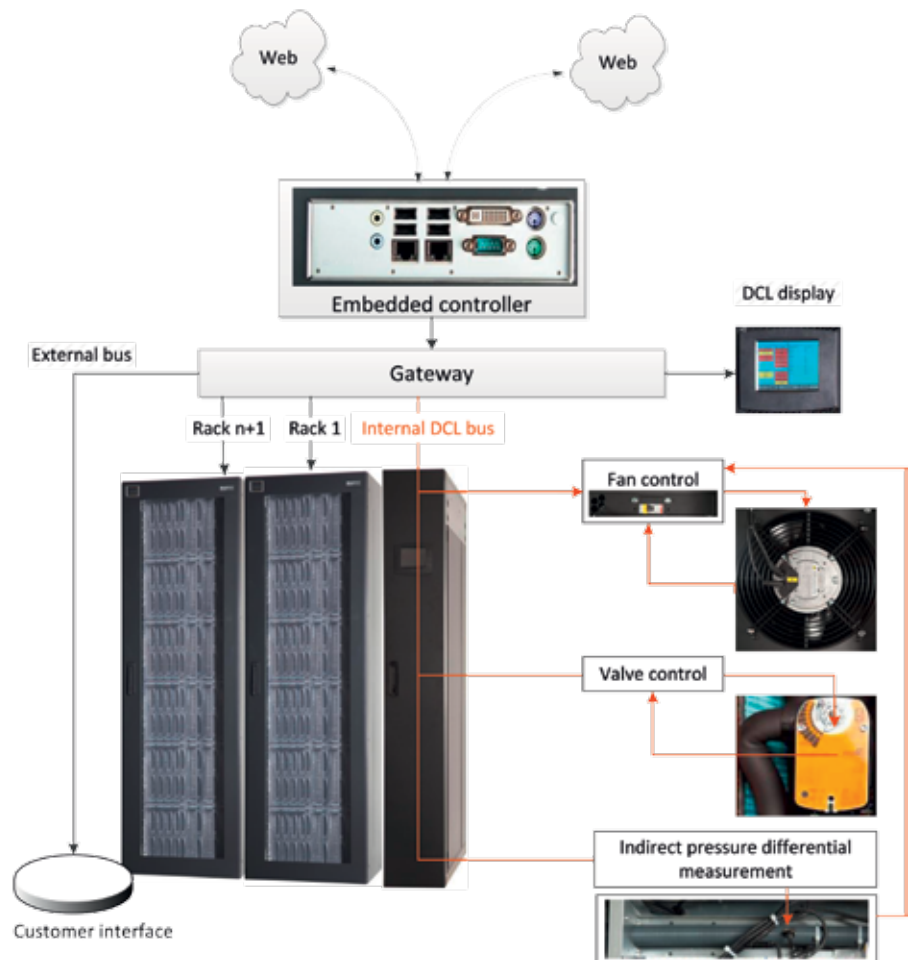 Web
Web
Embedded controller
DCL display
External bus
Gateway
Rack n+1
Rack 1
Internal DCL bus
Fan control
Valve control
Indirect pressure differential
measurement
Customer interface